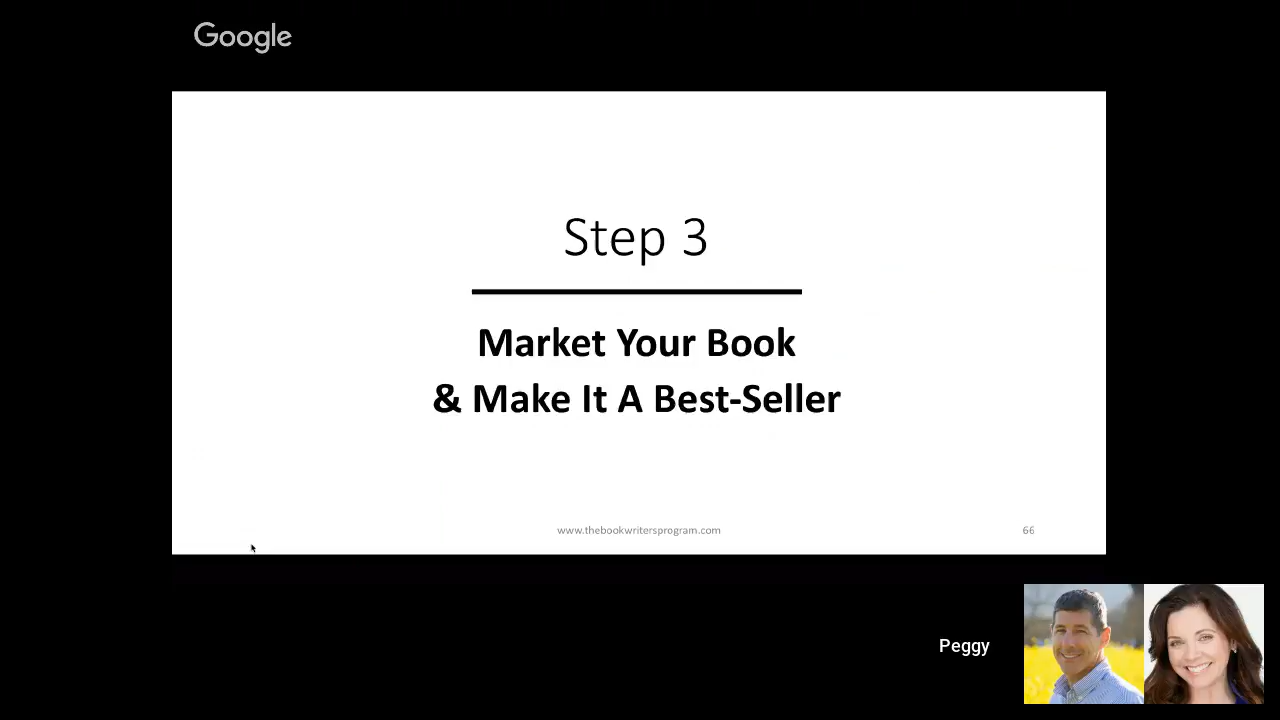 Google
Step 3
Market Your Book
& Make It A Best-Seller
www.thebookwritersprogram.com
66
Peggy